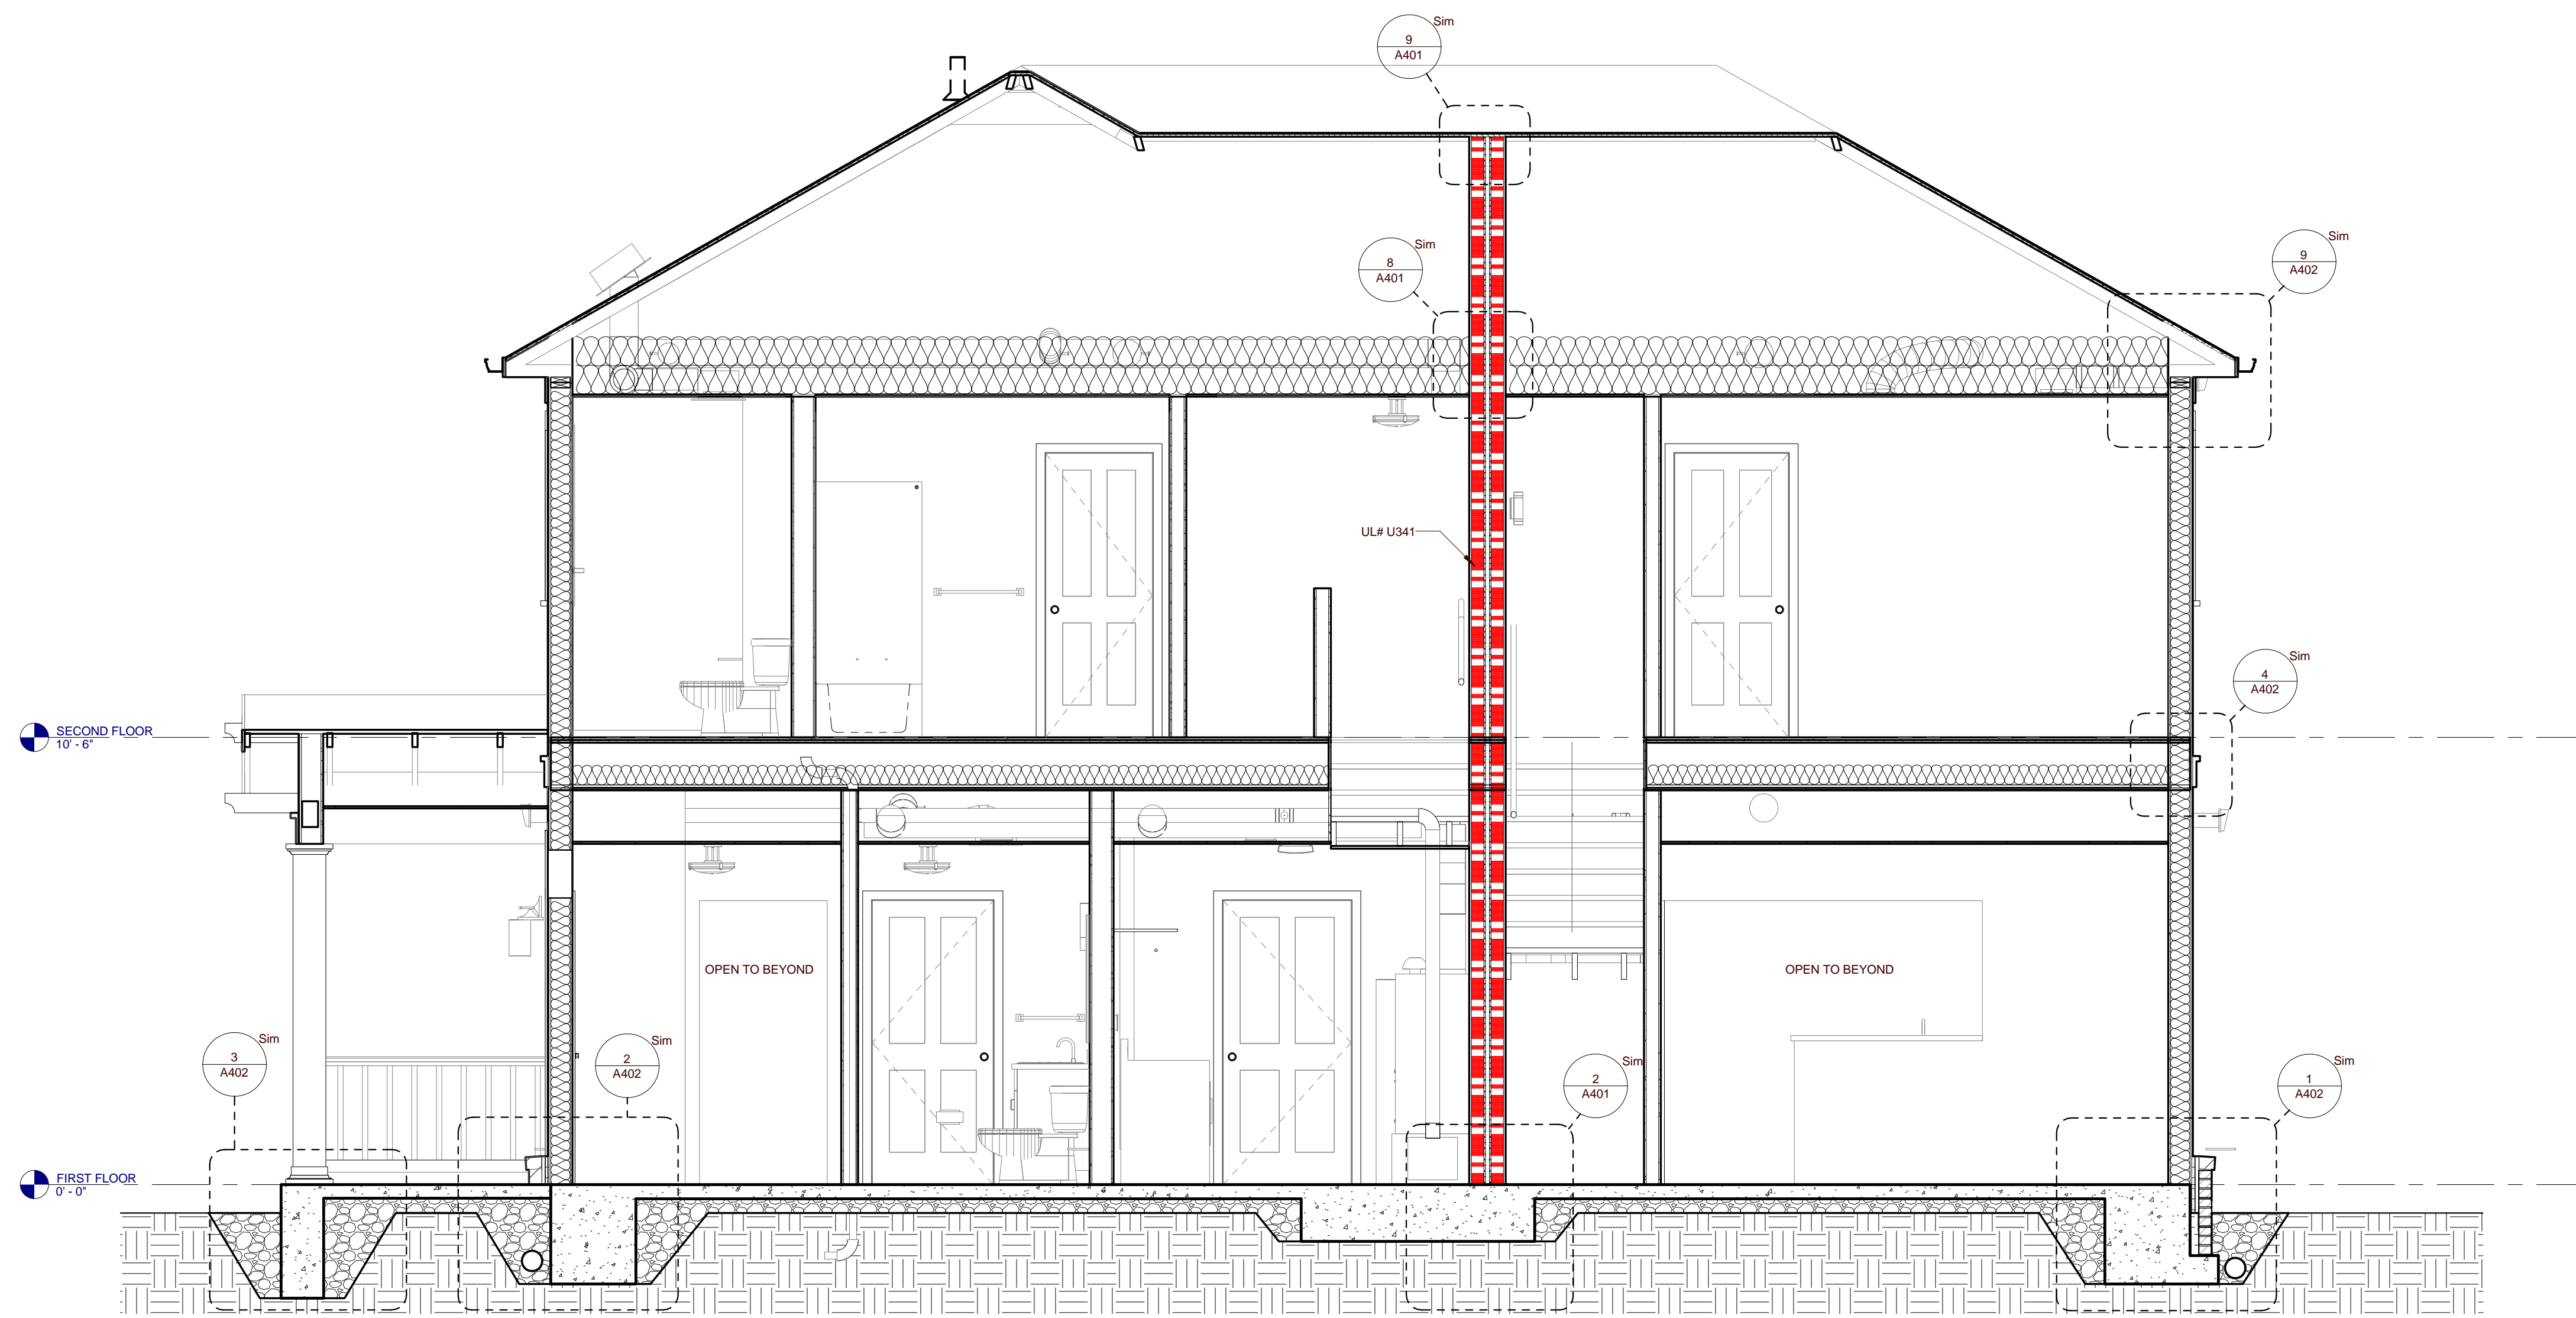 Sim
9
A401
Sim
9
A402
Sim
8
A401
UL# U341
Sim
4
A402
SECOND FLOOR
10' - 6"
OPEN TO BEYOND
OPEN TO BEYOND
Sim
3
A402
Sim
2
A402
Sim
2
A401
Sim
1
A402
FIRST FLOOR
0' - 0"